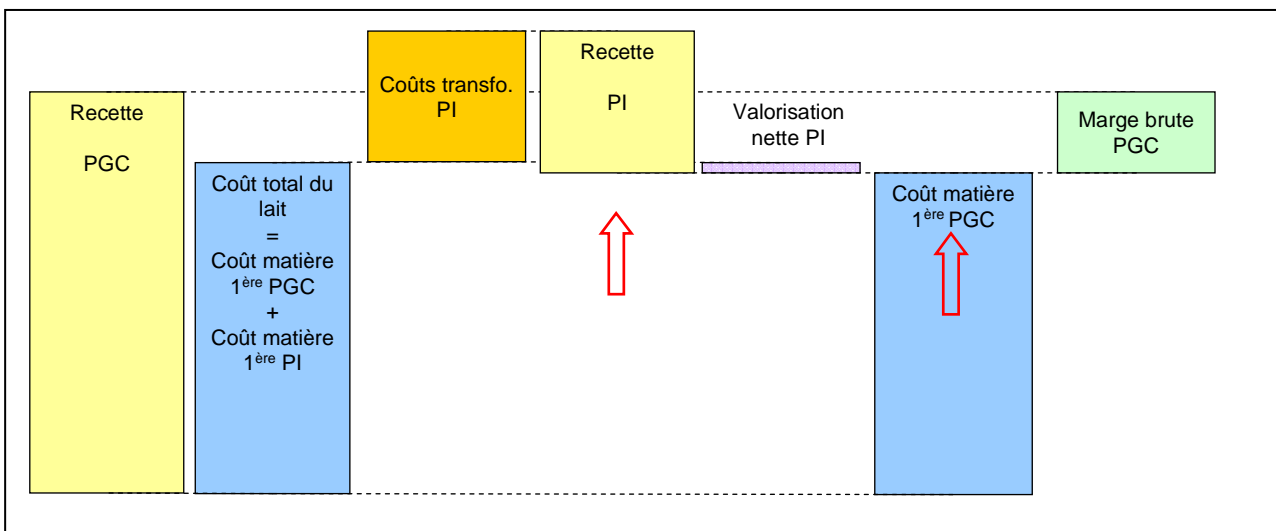 Recette
PGC
Coût total du
lait
=
Coût matière
1ère PGC
+
Coût matière
1ère PI
Coûts transfo.
PI
Recette
PI
Valorisation
nette PI
Coût matière
1ère PGC
Marge brute
PGC